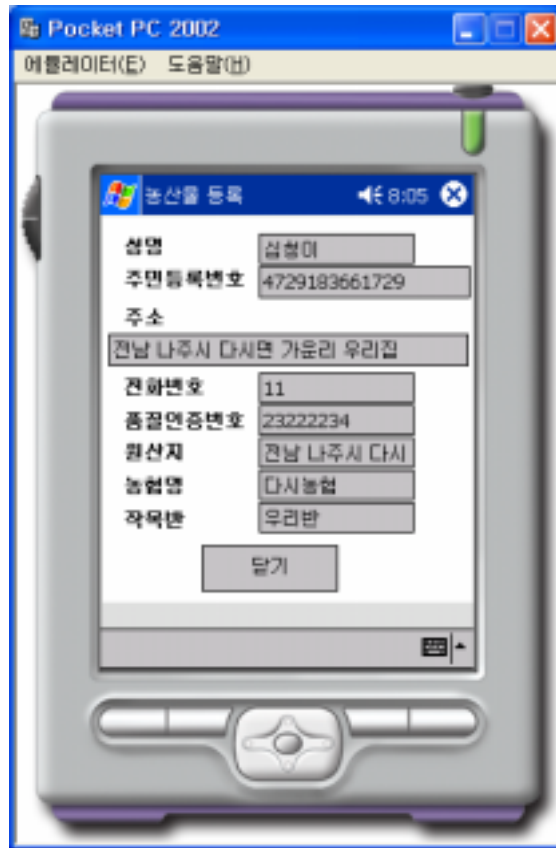 Pocket PC 2002
에뮬레이터(E) 도움말(H)
농산물 등록 8:05
성명 심청이
주민등록번호 4729183661729
주소
전남 나주시 다시면 가운리 우리집
전화번호 11
품질인증번호 23222234
원산지 전남 나주시 다시
농협명 다시농협
작목반 우리반
닫기